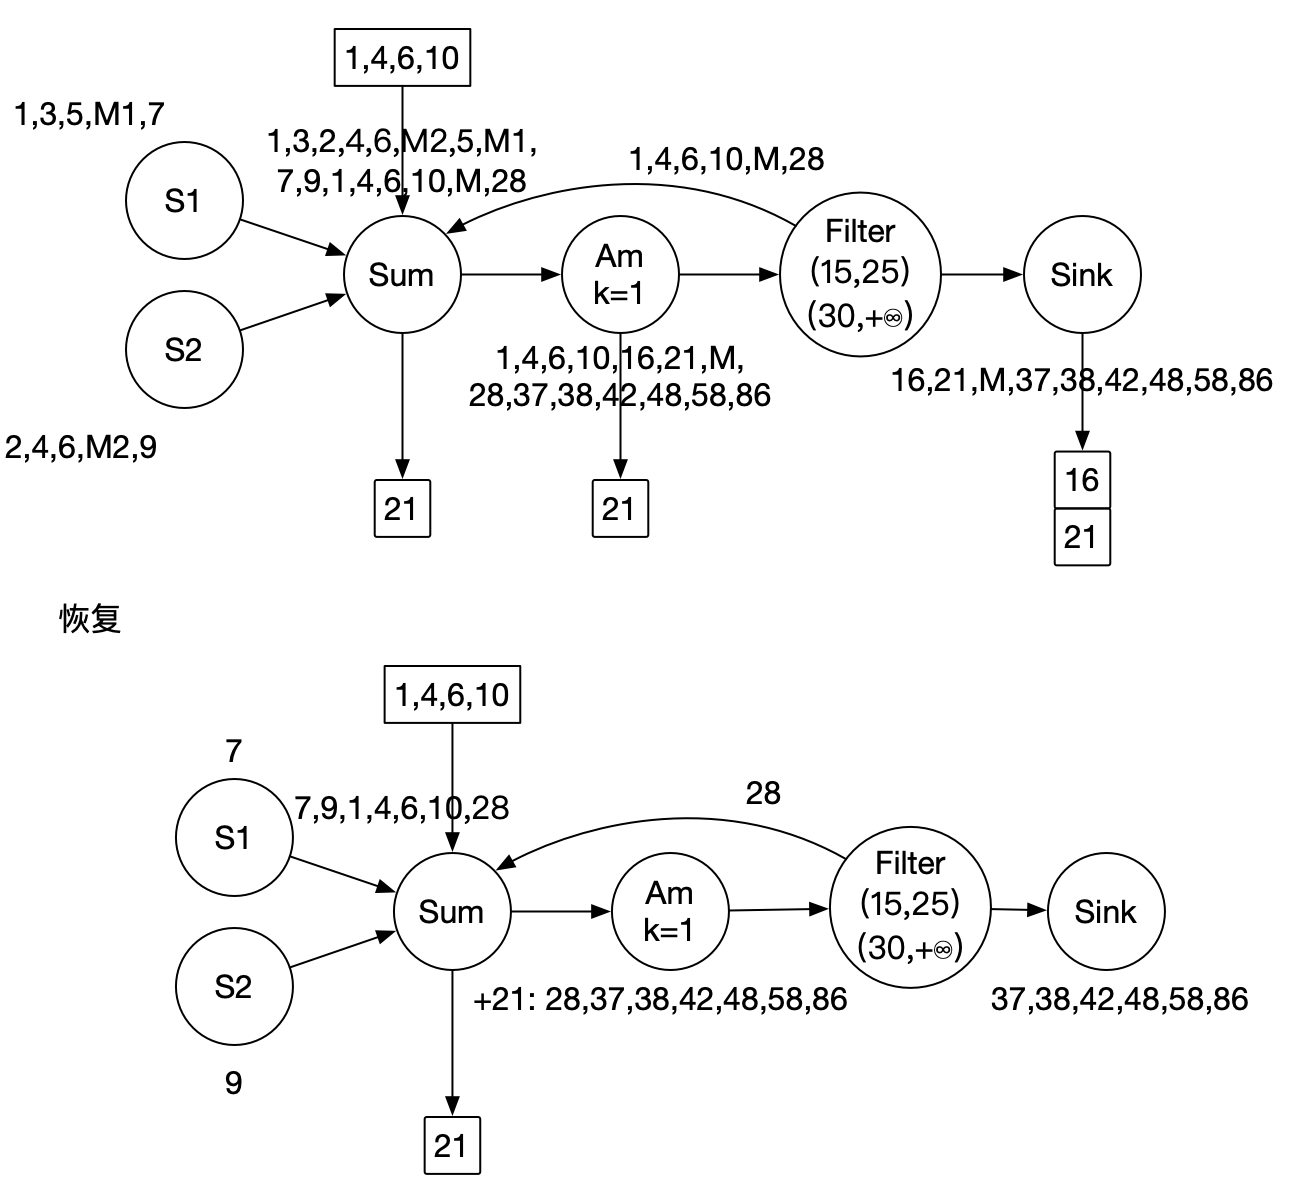 1,4,6,10
1,3,5,M1,7
1,3,2,4,6,M2,5,M1,
7,9,1,4,6,10,M,28
1,4,6,10,M,28
S1
Sum
Am
k=1
Filter
(15,25)
(30,+∞)
Sink
S2
1,4,6,10,16,21,M,
28,37,38,42,48,58,86
16,21,M,37,38,42,48,58,86
2,4,6,M2,9
21
21
16
21
恢复
1,4,6,10
7
7,9,1,4,6,10,28
28
S1
Sum
Am
k=1
Filter
(15,25)
(30,+∞)
Sink
S2
+21: 28,37,38,42,48,58,86
37,38,42,48,58,86
9
21